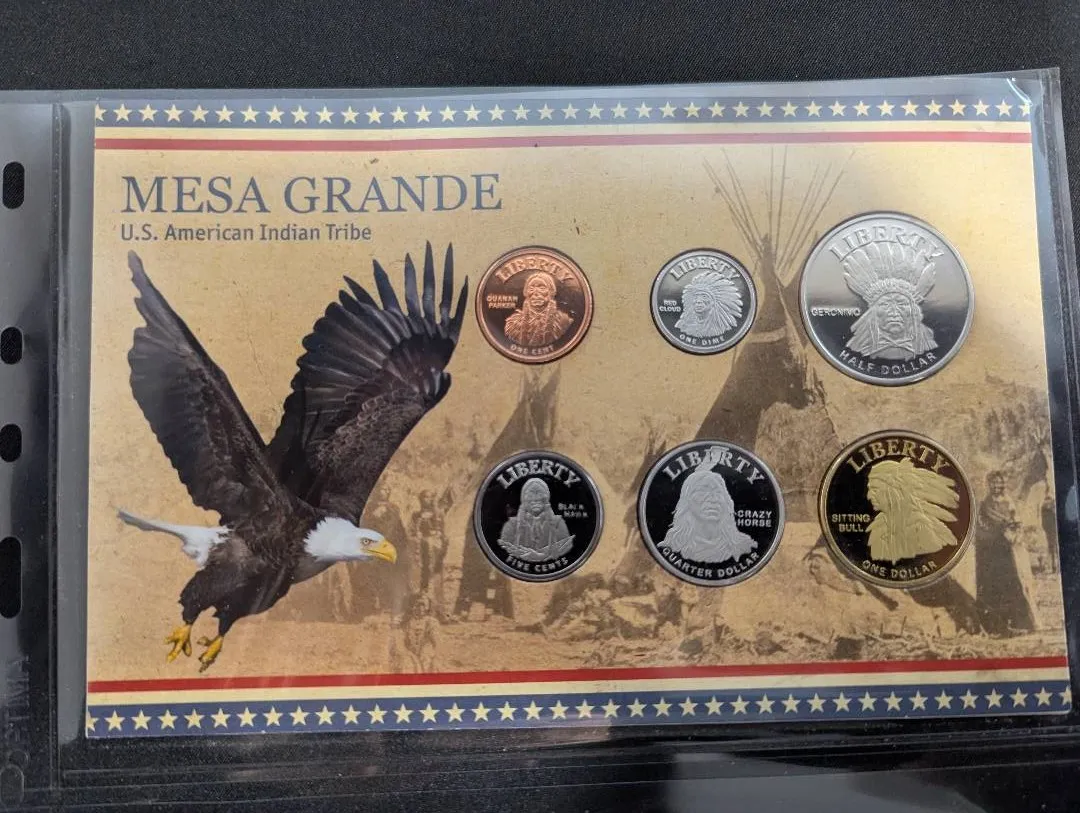 MESA GRANDE
U.S. American Indian Tribe
LIBERTY
QUANAH
PARKER
ONE CENT
LIBERTY
RED
CLOUD
ONE DIME
LIBERTY
GERONIMO
HALF DOLLAR
LIBERTY
BLACK
HAWK
FIVE CENTS
LIBERTY
CRAZY
HORSE
QUARTER DOLLAR
LIBERTY
SITTING
BULL
ONE DOLLAR